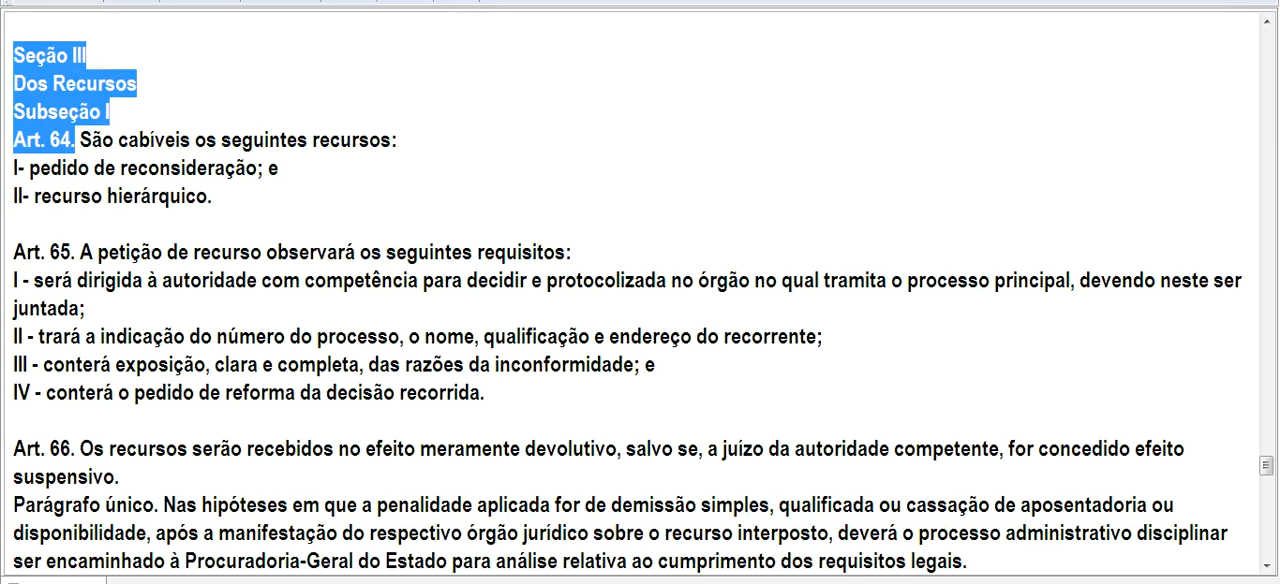 Seção III
Dos Recursos
Subseção I
Art. 64. São cabíveis os seguintes recursos:
I- pedido de reconsideração; e
II- recurso hierárquico.
Art. 65. A petição de recurso observará os seguintes requisitos:
I - será dirigida à autoridade com competência para decidir e protocolizada no órgão no qual tramita o processo principal, devendo neste ser
juntada;
II - trará a indicação do número do processo, o nome, qualificação e endereço do recorrente;
III - conterá exposição, clara e completa, das razões da inconformidade; e
IV - conterá o pedido de reforma da decisão recorrida.
Art. 66. Os recursos serão recebidos no efeito meramente devolutivo, salvo se, a juízo da autoridade competente, for concedido efeito
suspensivo.
Parágrafo único. Nas hipóteses em que a penalidade aplicada for de demissão simples, qualificada ou cassação de aposentadoria ou
disponibilidade, após a manifestação do respectivo órgão jurídico sobre o recurso interposto, deverá o processo administrativo disciplinar
ser encaminhado à Procuradoria-Geral do Estado para análise relativa ao cumprimento dos requisitos legais.